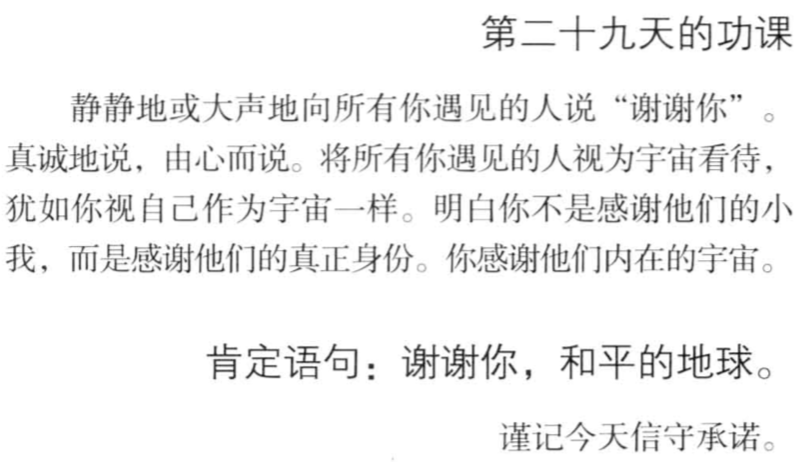 第二十九天的功课
静静地或大声地向所有你遇见的人说“谢谢你”。
真诚地说，由心而说。将所有你遇见的人视为宇宙看待，
犹如你视自己作为宇宙一样。明白你不是感谢他们的小
我，而是感谢他们的真正身份。你感谢他们内在的宇宙。
肯定语句：谢谢你，和平的地球。
谨记今天信守承诺。